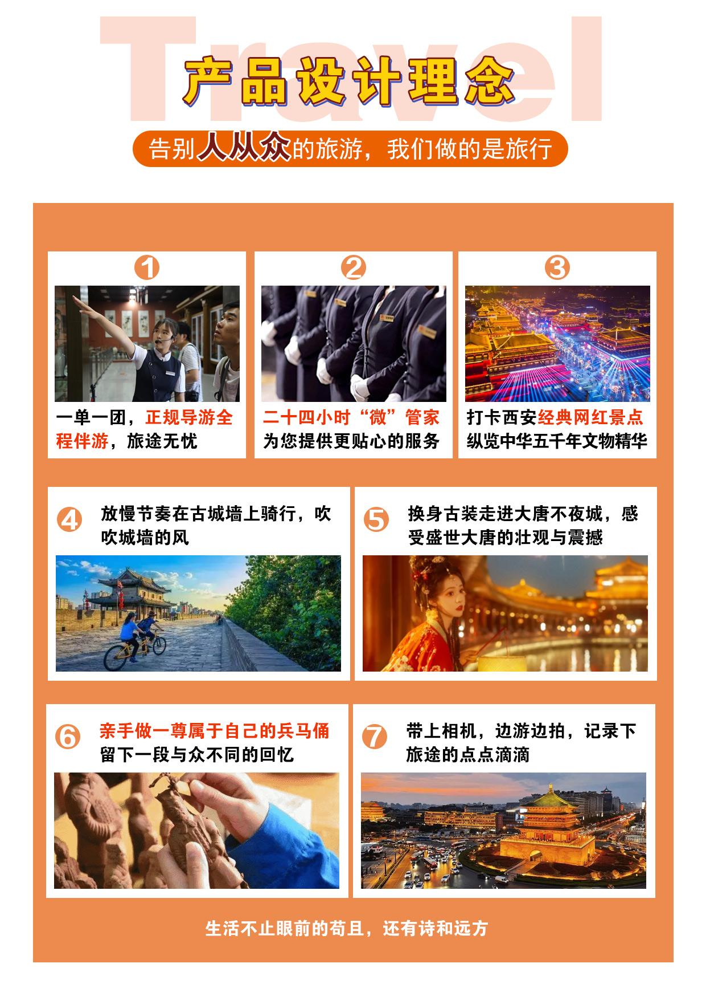 Travel
产品设计理念
告别人从众的旅游，我们做的是旅行
1
一单一团，正规导游全
程伴游，旅途无忧
2
二十四小时“微”管家
为您提供更贴心的服务
3
打卡西安经典网红景点
纵览中华五千年文物精华
4
放慢节奏在古城墙上骑行，吹
吹城墙的风
5
换身古装走进大唐不夜城，感
受盛世大唐的壮观与震撼
6
亲手做一尊属于自己的兵马俑
留下一段与众不同的回忆
7
带上相机，边游边拍，记录下
旅途的点点滴滴
生活不止眼前的苟且，还有诗和远方